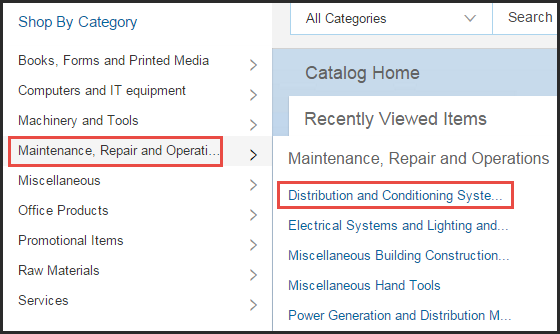 Shop By Category
Books, Forms and Printed Media
Computers and IT equipment
Machinery and Tools
Maintenance, Repair and Operati...
Miscellaneous
Office Products
Promotional Items
Raw Materials
Services
All Categories
Search
Catalog Home
Recently Viewed Items
Maintenance, Repair and Operations
Distribution and Conditioning Syste...
Electrical Systems and Lighting and...
Miscellaneous Building Construction...
Miscellaneous Hand Tools
Power Generation and Distribution M...